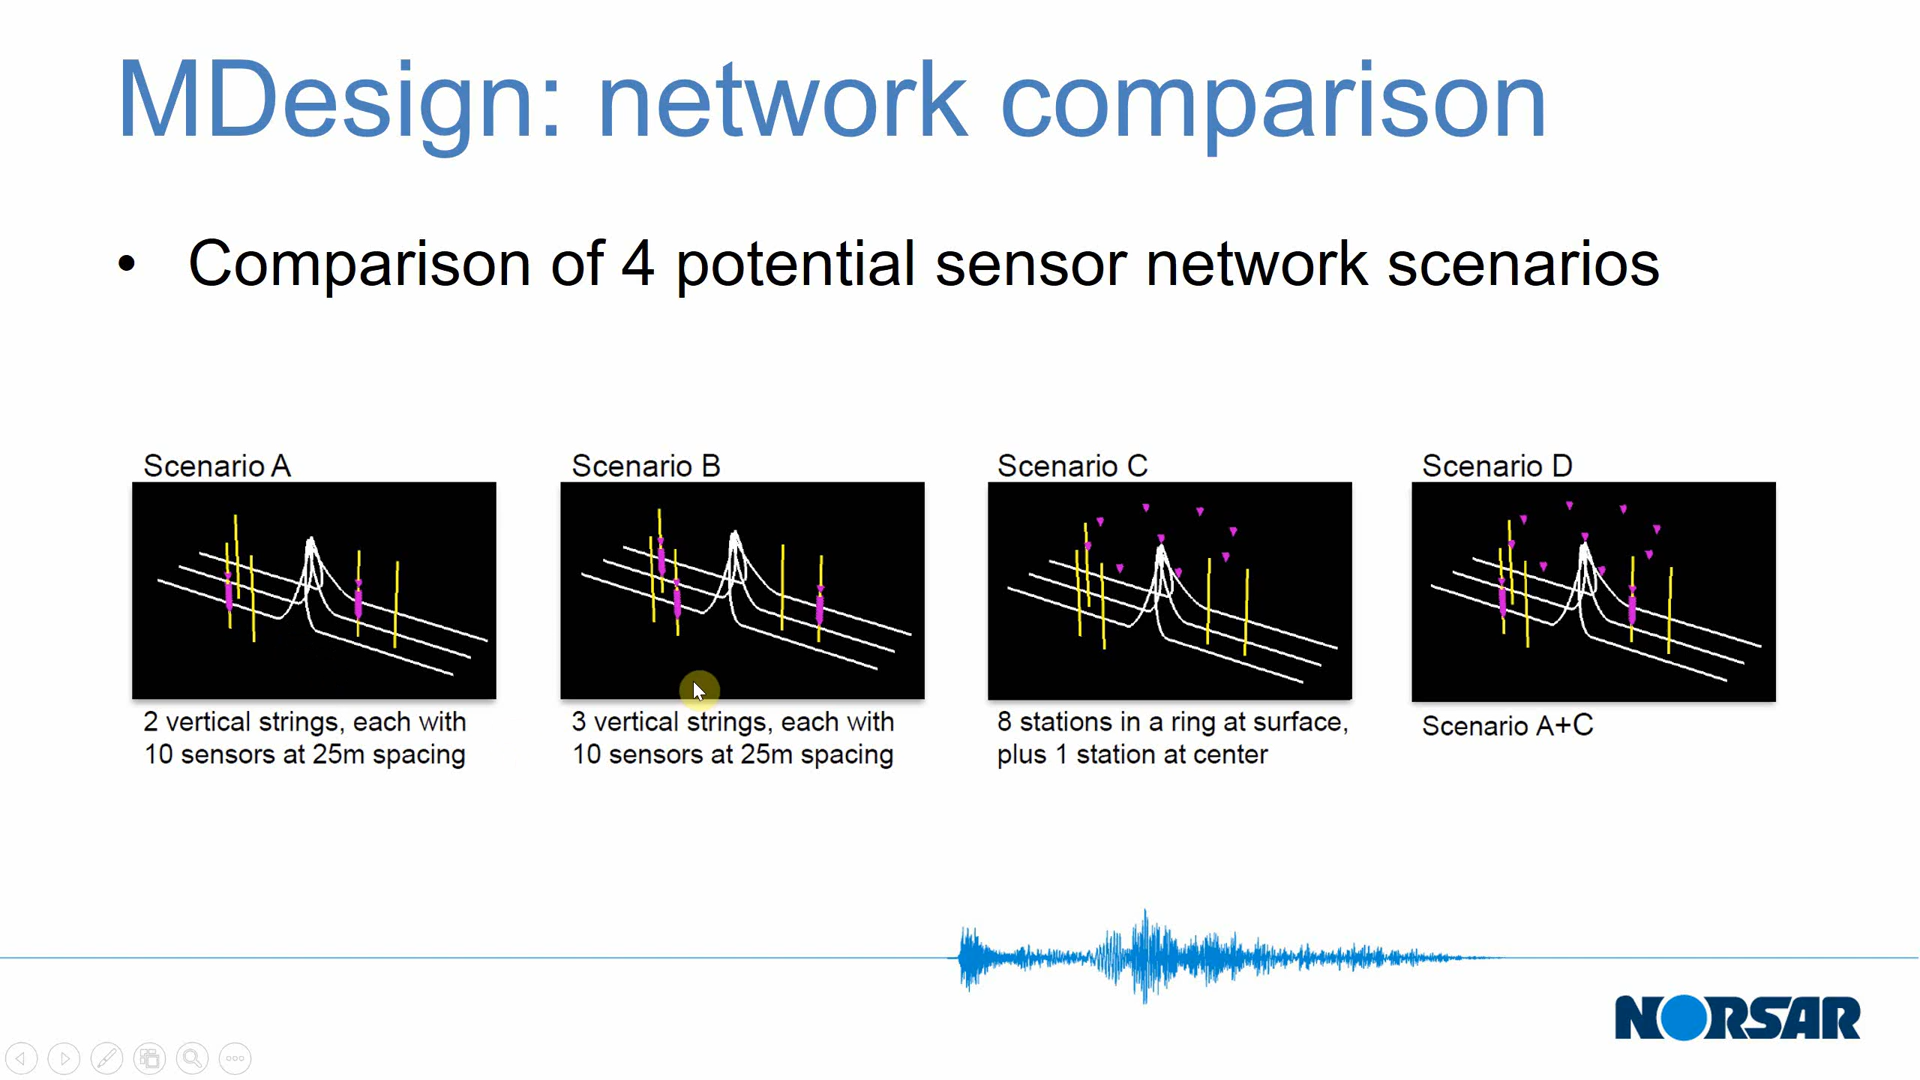 MDesign: network comparison
• Comparison of 4 potential sensor network scenarios
Scenario A
2 vertical strings, each with
10 sensors at 25m spacing
Scenario B
3 vertical strings, each with
10 sensors at 25m spacing
Scenario C
8 stations in a ring at surface,
plus 1 station at center
Scenario D
Scenario A+C
NORSAR